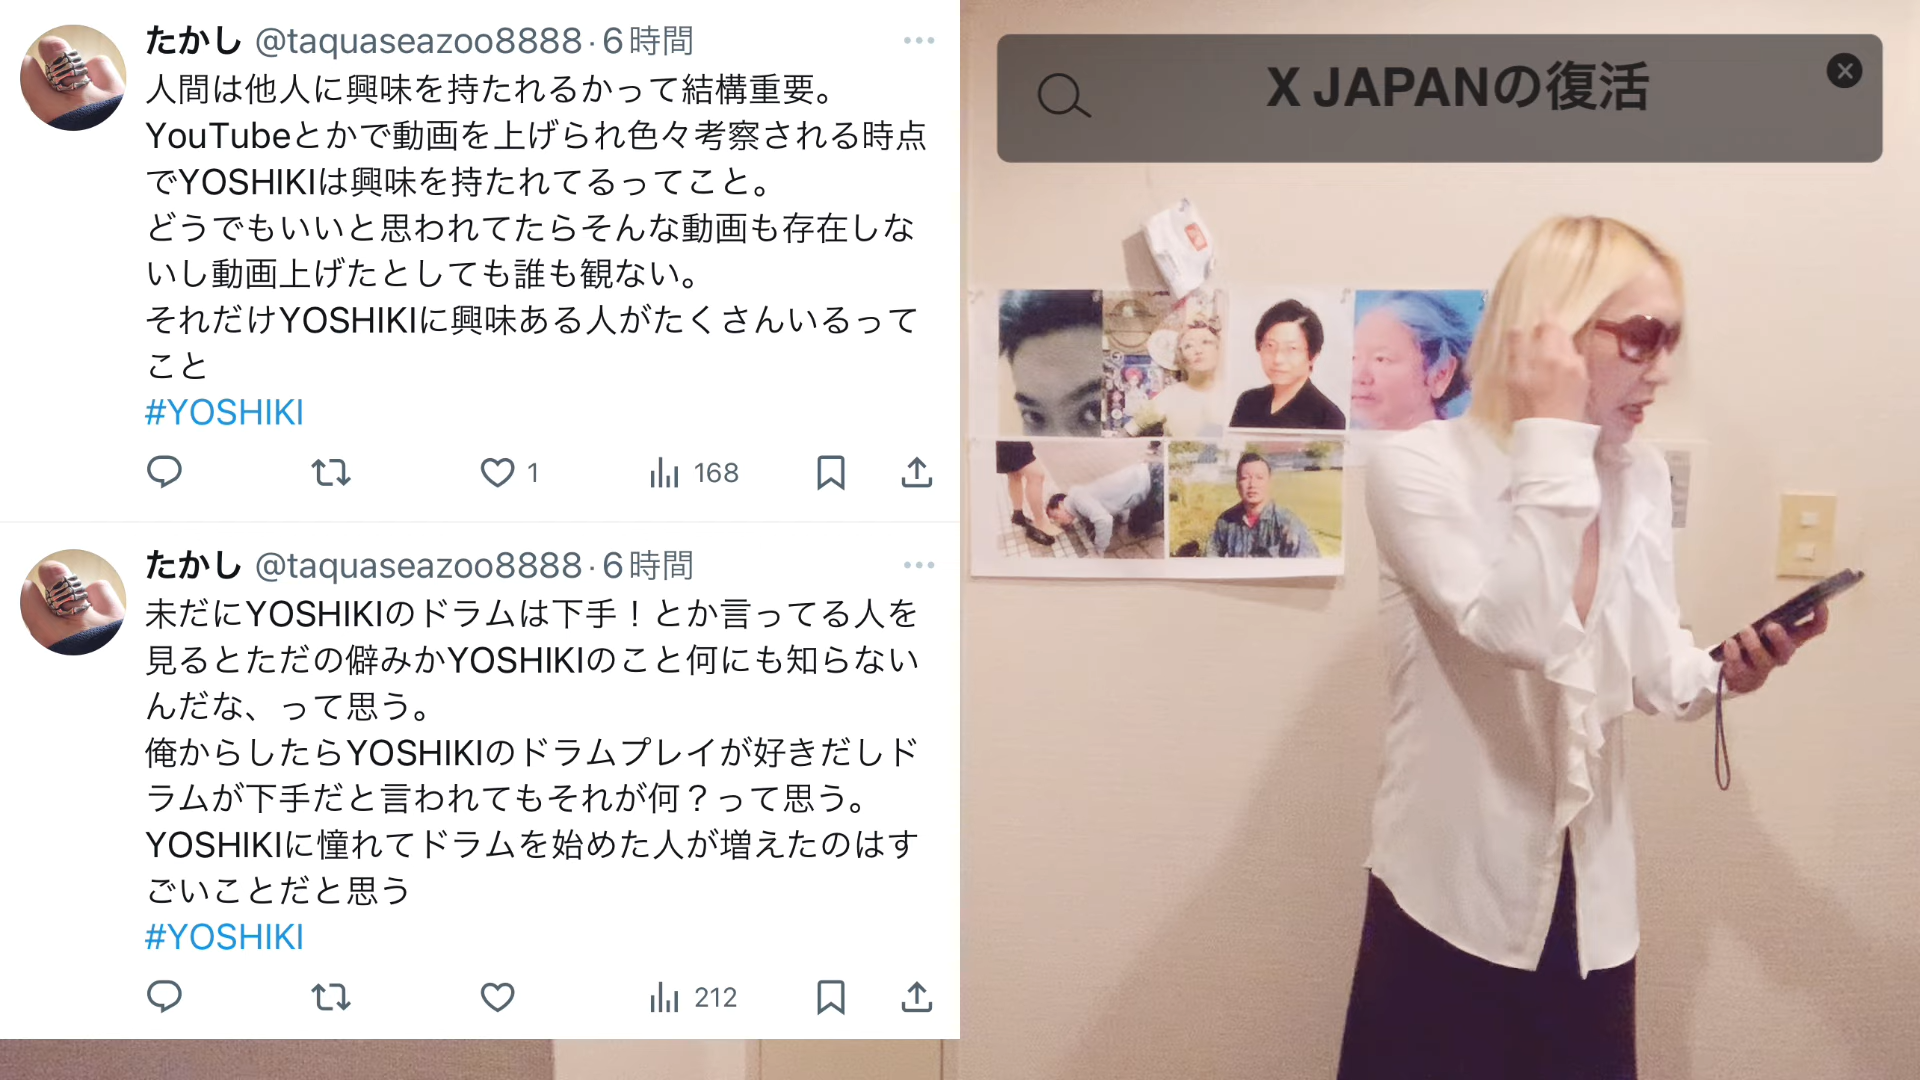 たかし @taquaseazoo8888·6時間
人間は他人に興味を持たれるかって結構重要。
YouTubeとかで動画を上げられ色々考察される時点
でYOSHIKIは興味を持たれてるってこと。
どうでもいいと思われてたらそんな動画も存在しな
いし動画上げたとしても誰も観ない。
それだけYOSHIKIに興味ある人がたくさんいるって
こと
#YOSHIKI
1 168
たかし @taquaseazoo8888·6時間
未だにYOSHIKIのドラムは下手！とか言ってる人を
見るとただの僻みかYOSHIKIのこと何にも知らない
んだな、って思う。
俺からしたらYOSHIKIのドラムプレイが好きだしド
ラムが下手だと言われてもそれが何？って思う。
YOSHIKIに憧れてドラムを始めた人が増えたのはす
ごいことだと思う
#YOSHIKI
212
X JAPANの復活